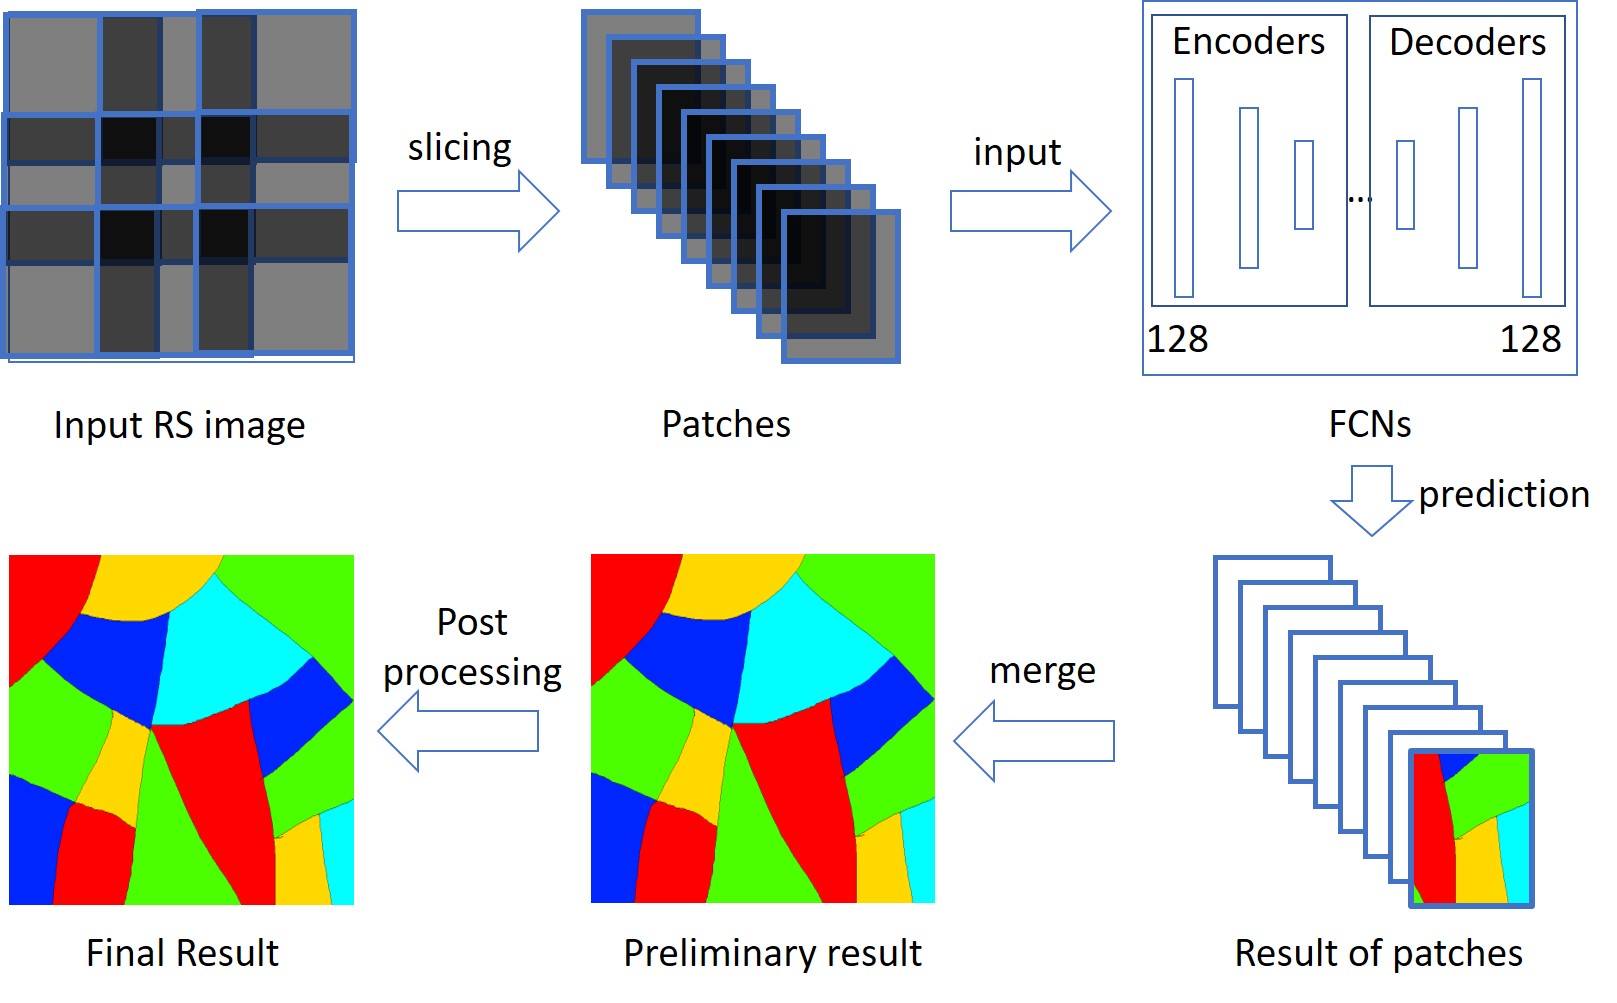 slicing
input
Encoders
Decoders
...
128
128
Input RS image
Patches
FCNs
prediction
Post
processing
merge
Final Result
Preliminary result
Result of patches